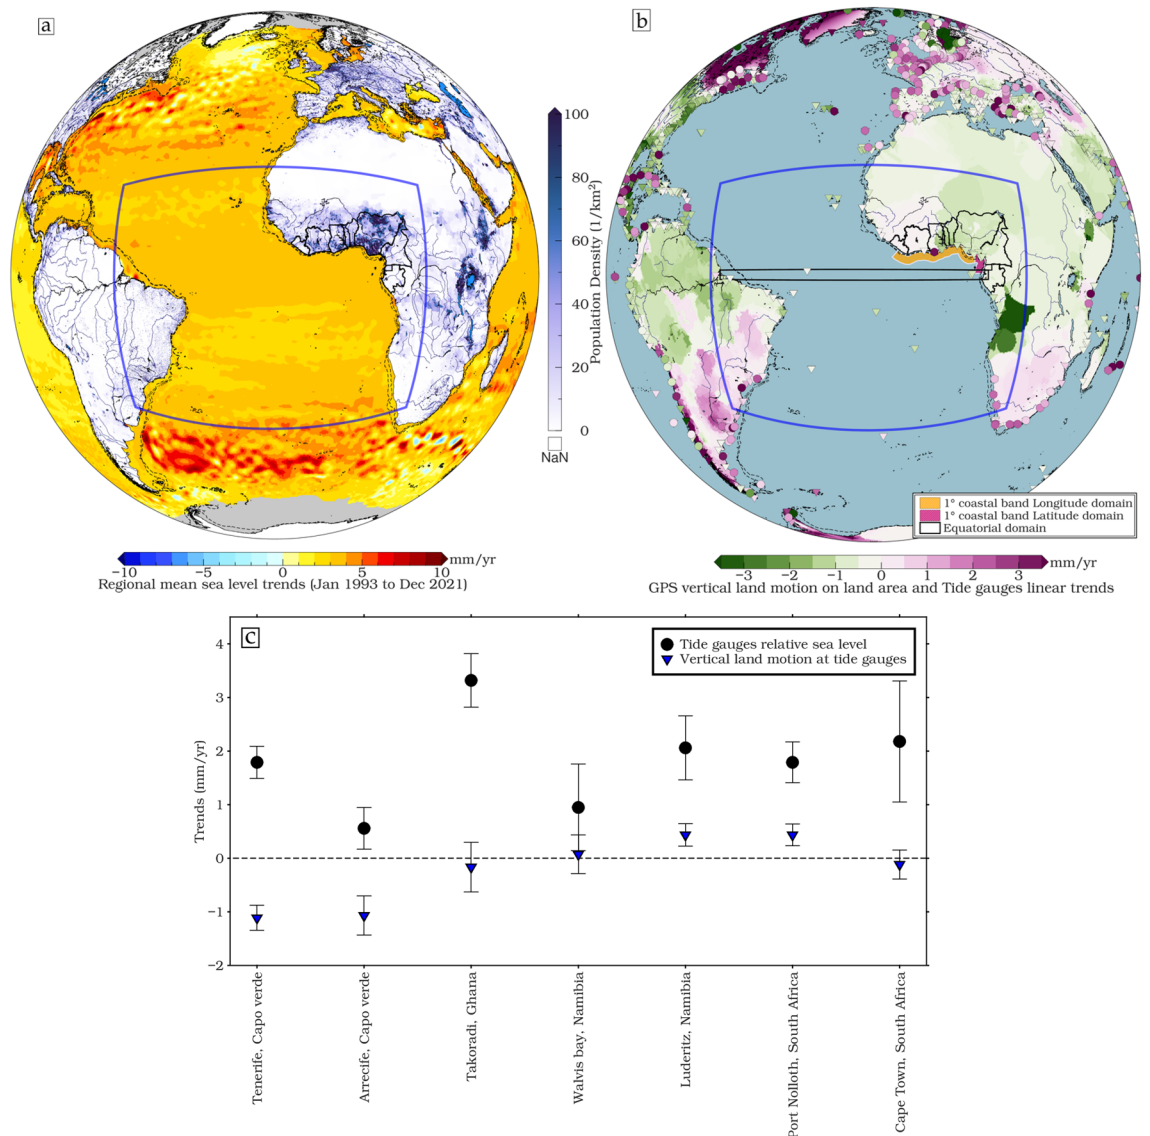 a
100
80
60
40
20
0
NaN
Population Density (1/km²)
−10
−5
0
5
10
mm/yr
Regional mean sea level trends (Jan 1993 to Dec 2021)
b
1° coastal band Longitude domain
1° coastal band Latitude domain
Equatorial domain
−3
−2
−1
0
1
2
3
mm/yr
GPS vertical land motion on land area and Tide gauges linear trends
c
Tide gauges relative sea level
Vertical land motion at tide gauges
Trends (mm/yr)
4
3
2
1
0
−1
−2
Tenerife, Capo verde
Arrecife, Capo verde
Takoradi, Ghana
Walvis bay, Namibia
Luderitz, Namibia
Port Nolloth, South Africa
Cape Town, South Africa